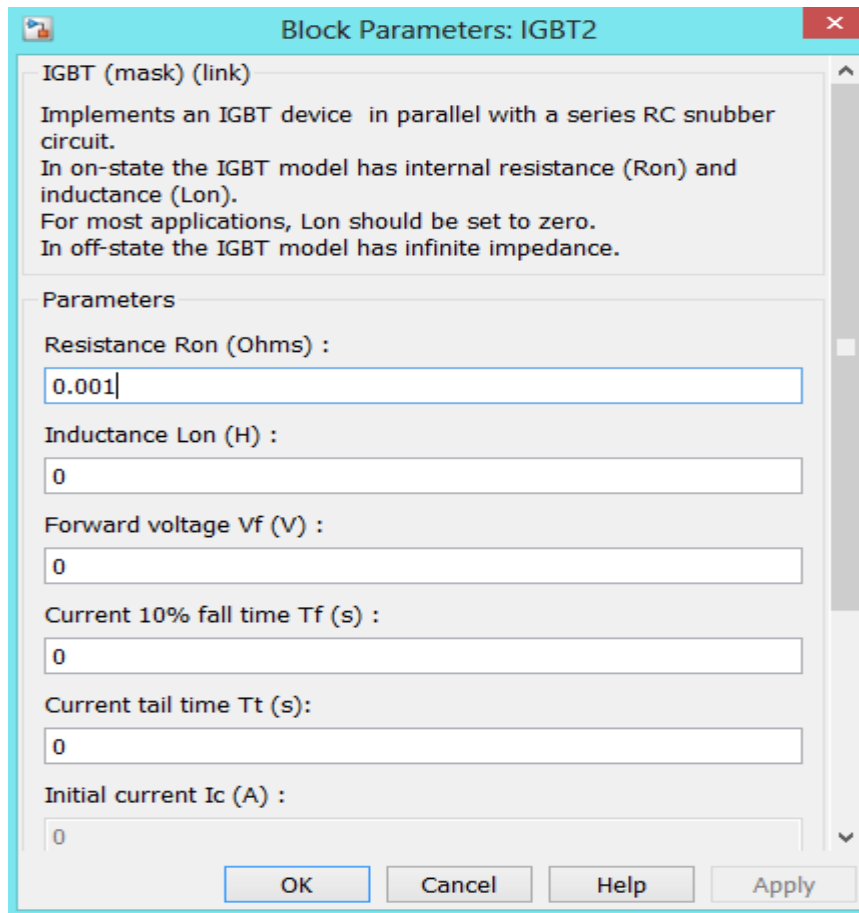 Block Parameters: IGBT2
IGBT (mask) (link)
Implements an IGBT device  in parallel with a series RC snubber
circuit.
In on-state the IGBT model has internal resistance (Ron) and
inductance (Lon).
For most applications, Lon should be set to zero.
In off-state the IGBT model has infinite impedance.
Parameters
Resistance Ron (Ohms) :
0.001
Inductance Lon (H) :
0
Forward voltage Vf (V) :
0
Current 10% fall time Tf (s) :
0
Current tail time Tt (s):
0
Initial current Ic (A) :
0
OK Cancel Help Apply